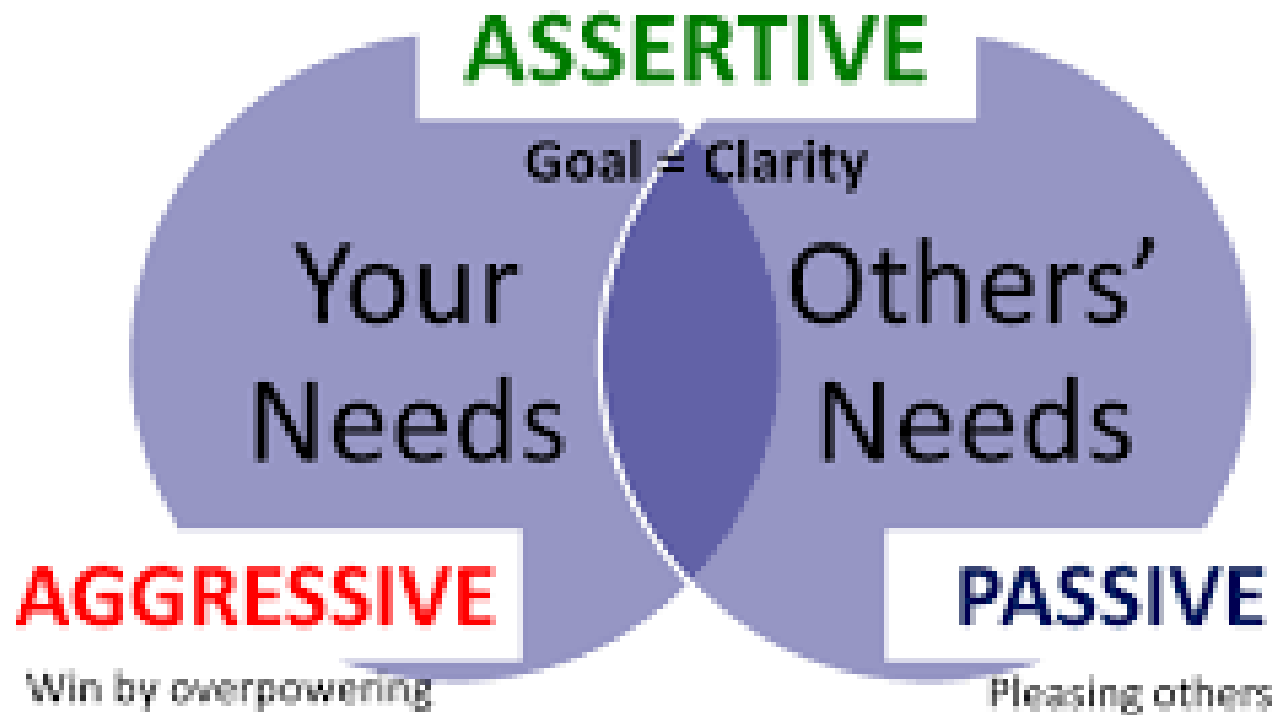 ASSERTIVE
Goal = Clarity
Your
Needs
Others’
Needs
AGGRESSIVE
Win by overpowering
PASSIVE
Pleasing others